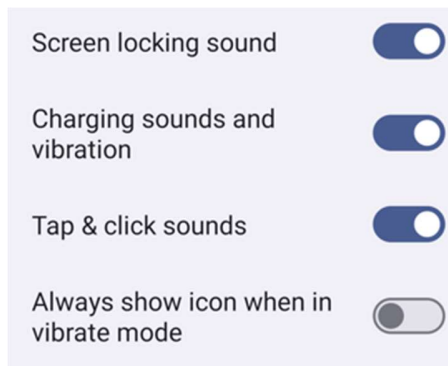 Screen locking sound
Charging sounds and
vibration
Tap & click sounds
Always show icon when in
vibrate mode